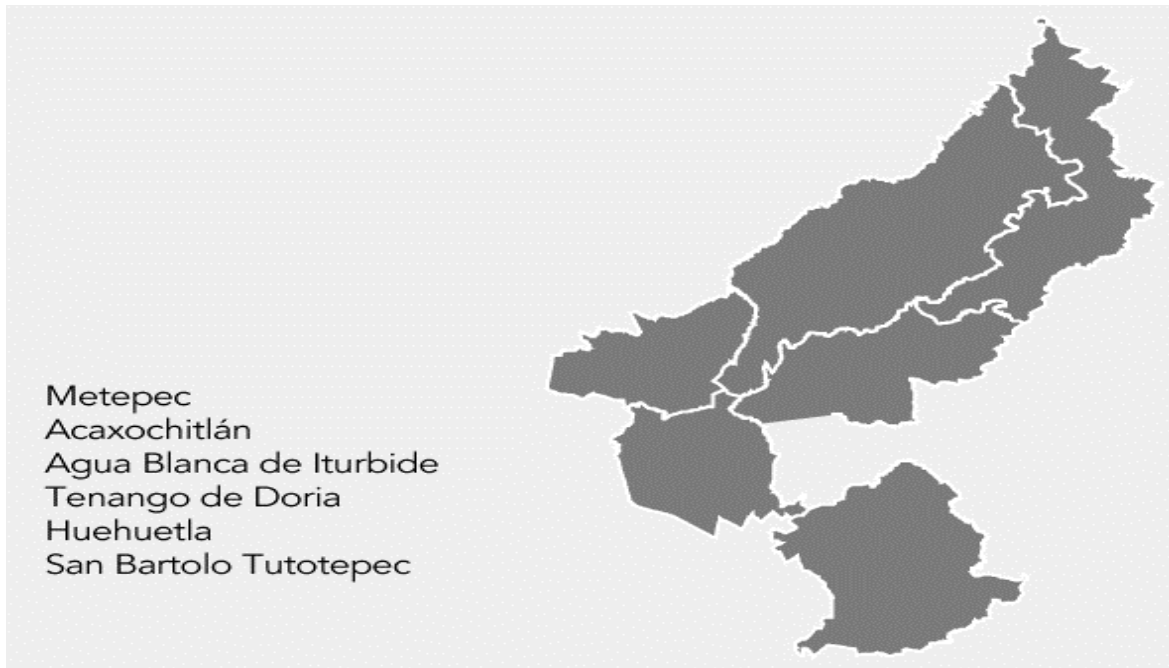 Metepec
Acaxochitlán
Agua Blanca de Iturbide
Tenango de Doria
Huehuetla
San Bartolo Tutotepec